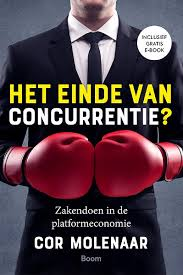 INCLUSIEF
GRATIS
E-BOOK
HET EINDE VAN
CONCURRENTIE?
Zakendoen in de
platformeconomie
COR MOLENAAR
Boom